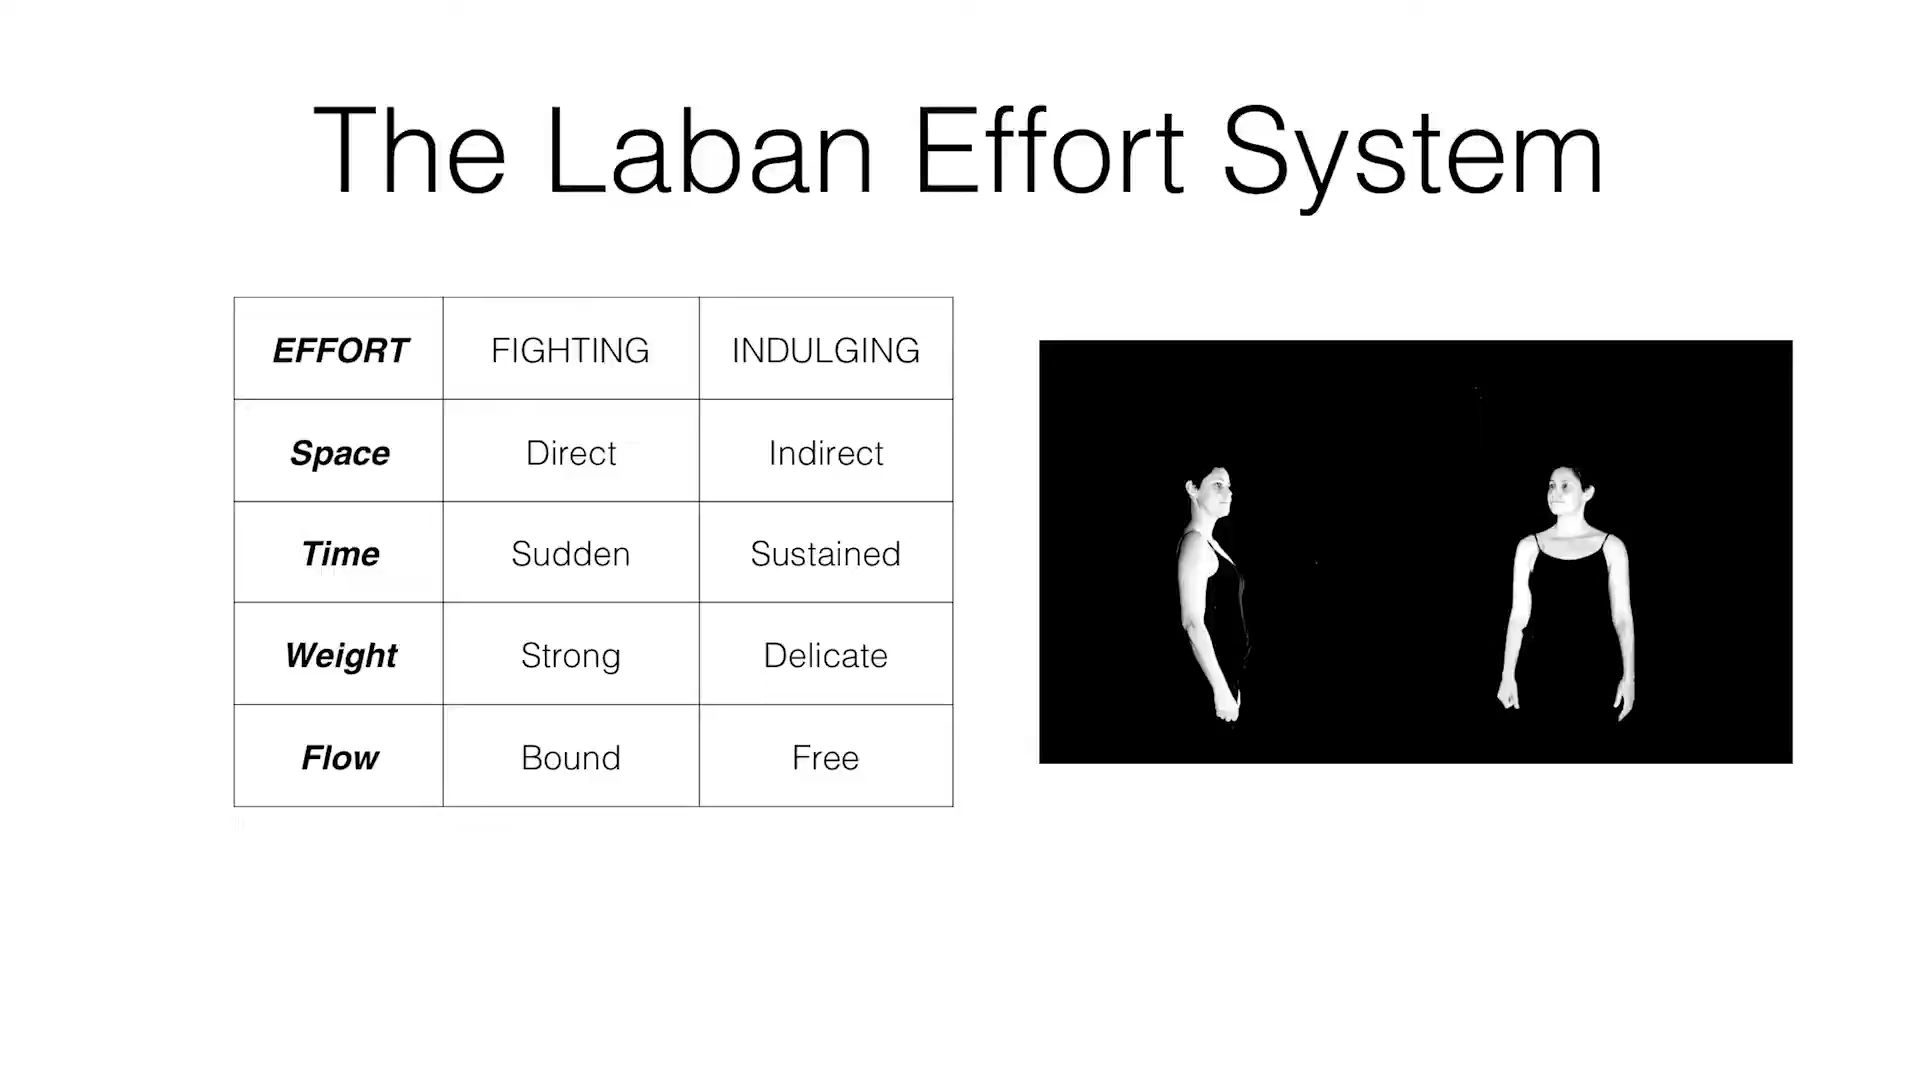 The Laban Effort System
EFFORT FIGHTING INDULGING
Space Direct Indirect
Time Sudden Sustained
Weight Strong Delicate
Flow Bound Free